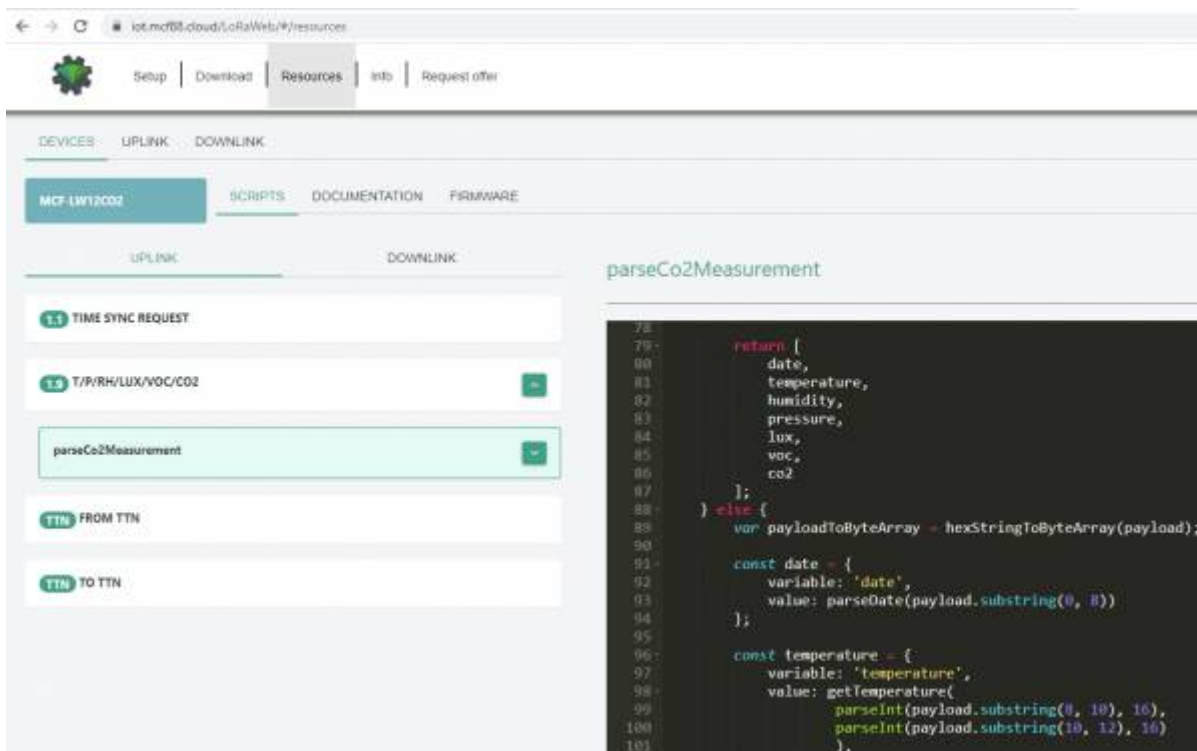 iot.mcf88.cloud/LoRaWeb/#/resources
Setup Download Resources Info Request offer
DEVICES UPLINK DOWNLINK
MCF-LW12CO2 SCRIPTS DOCUMENTATION FIRMWARE
UPLINK DOWNLINK
1.1 TIME SYNC REQUEST
1.9 T/P/RH/LUX/VOC/CO2
parseCo2Measurement
TTN FROM TTN
TTN TO TTN
parseCo2Measurement
78
79 return [
80 date,
81 temperature,
82 humidity,
83 pressure,
84 lux,
85 voc,
86 co2
87 ];
88 } else {
89 var payloadToByteArray = hexStringToByteArray(payload);
90
91 const date = {
92 variable: 'date',
93 value: parseDate(payload.substring(0, 8))
94 };
95
96 const temperature = {
97 variable: 'temperature',
98 value: getTemperature(
99 parseInt(payload.substring(8, 10), 16),
100 parseInt(payload.substring(10, 12), 16)
101 ),